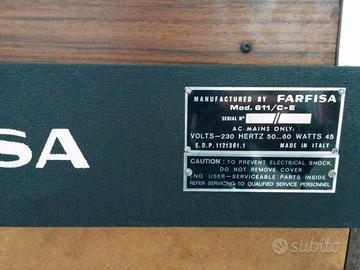 MANUFACTURED BY FARFISA
Mod. 611/C-E
SERIAL N°
AC MAINS ONLY:
VOLTS-230 HERTZ 50...60 WATTS 45
E.D.P. 1121361.1 MADE IN ITALY
CAUTION: TO PREVENT ELECTRICAL SHOCK
DO NOT REMOVE COVER
NO USER-SERVICEABLE PARTS INSIDE.
REFER SERVICING TO QUALIFIED SERVICE PERSONNEL
SA
subito